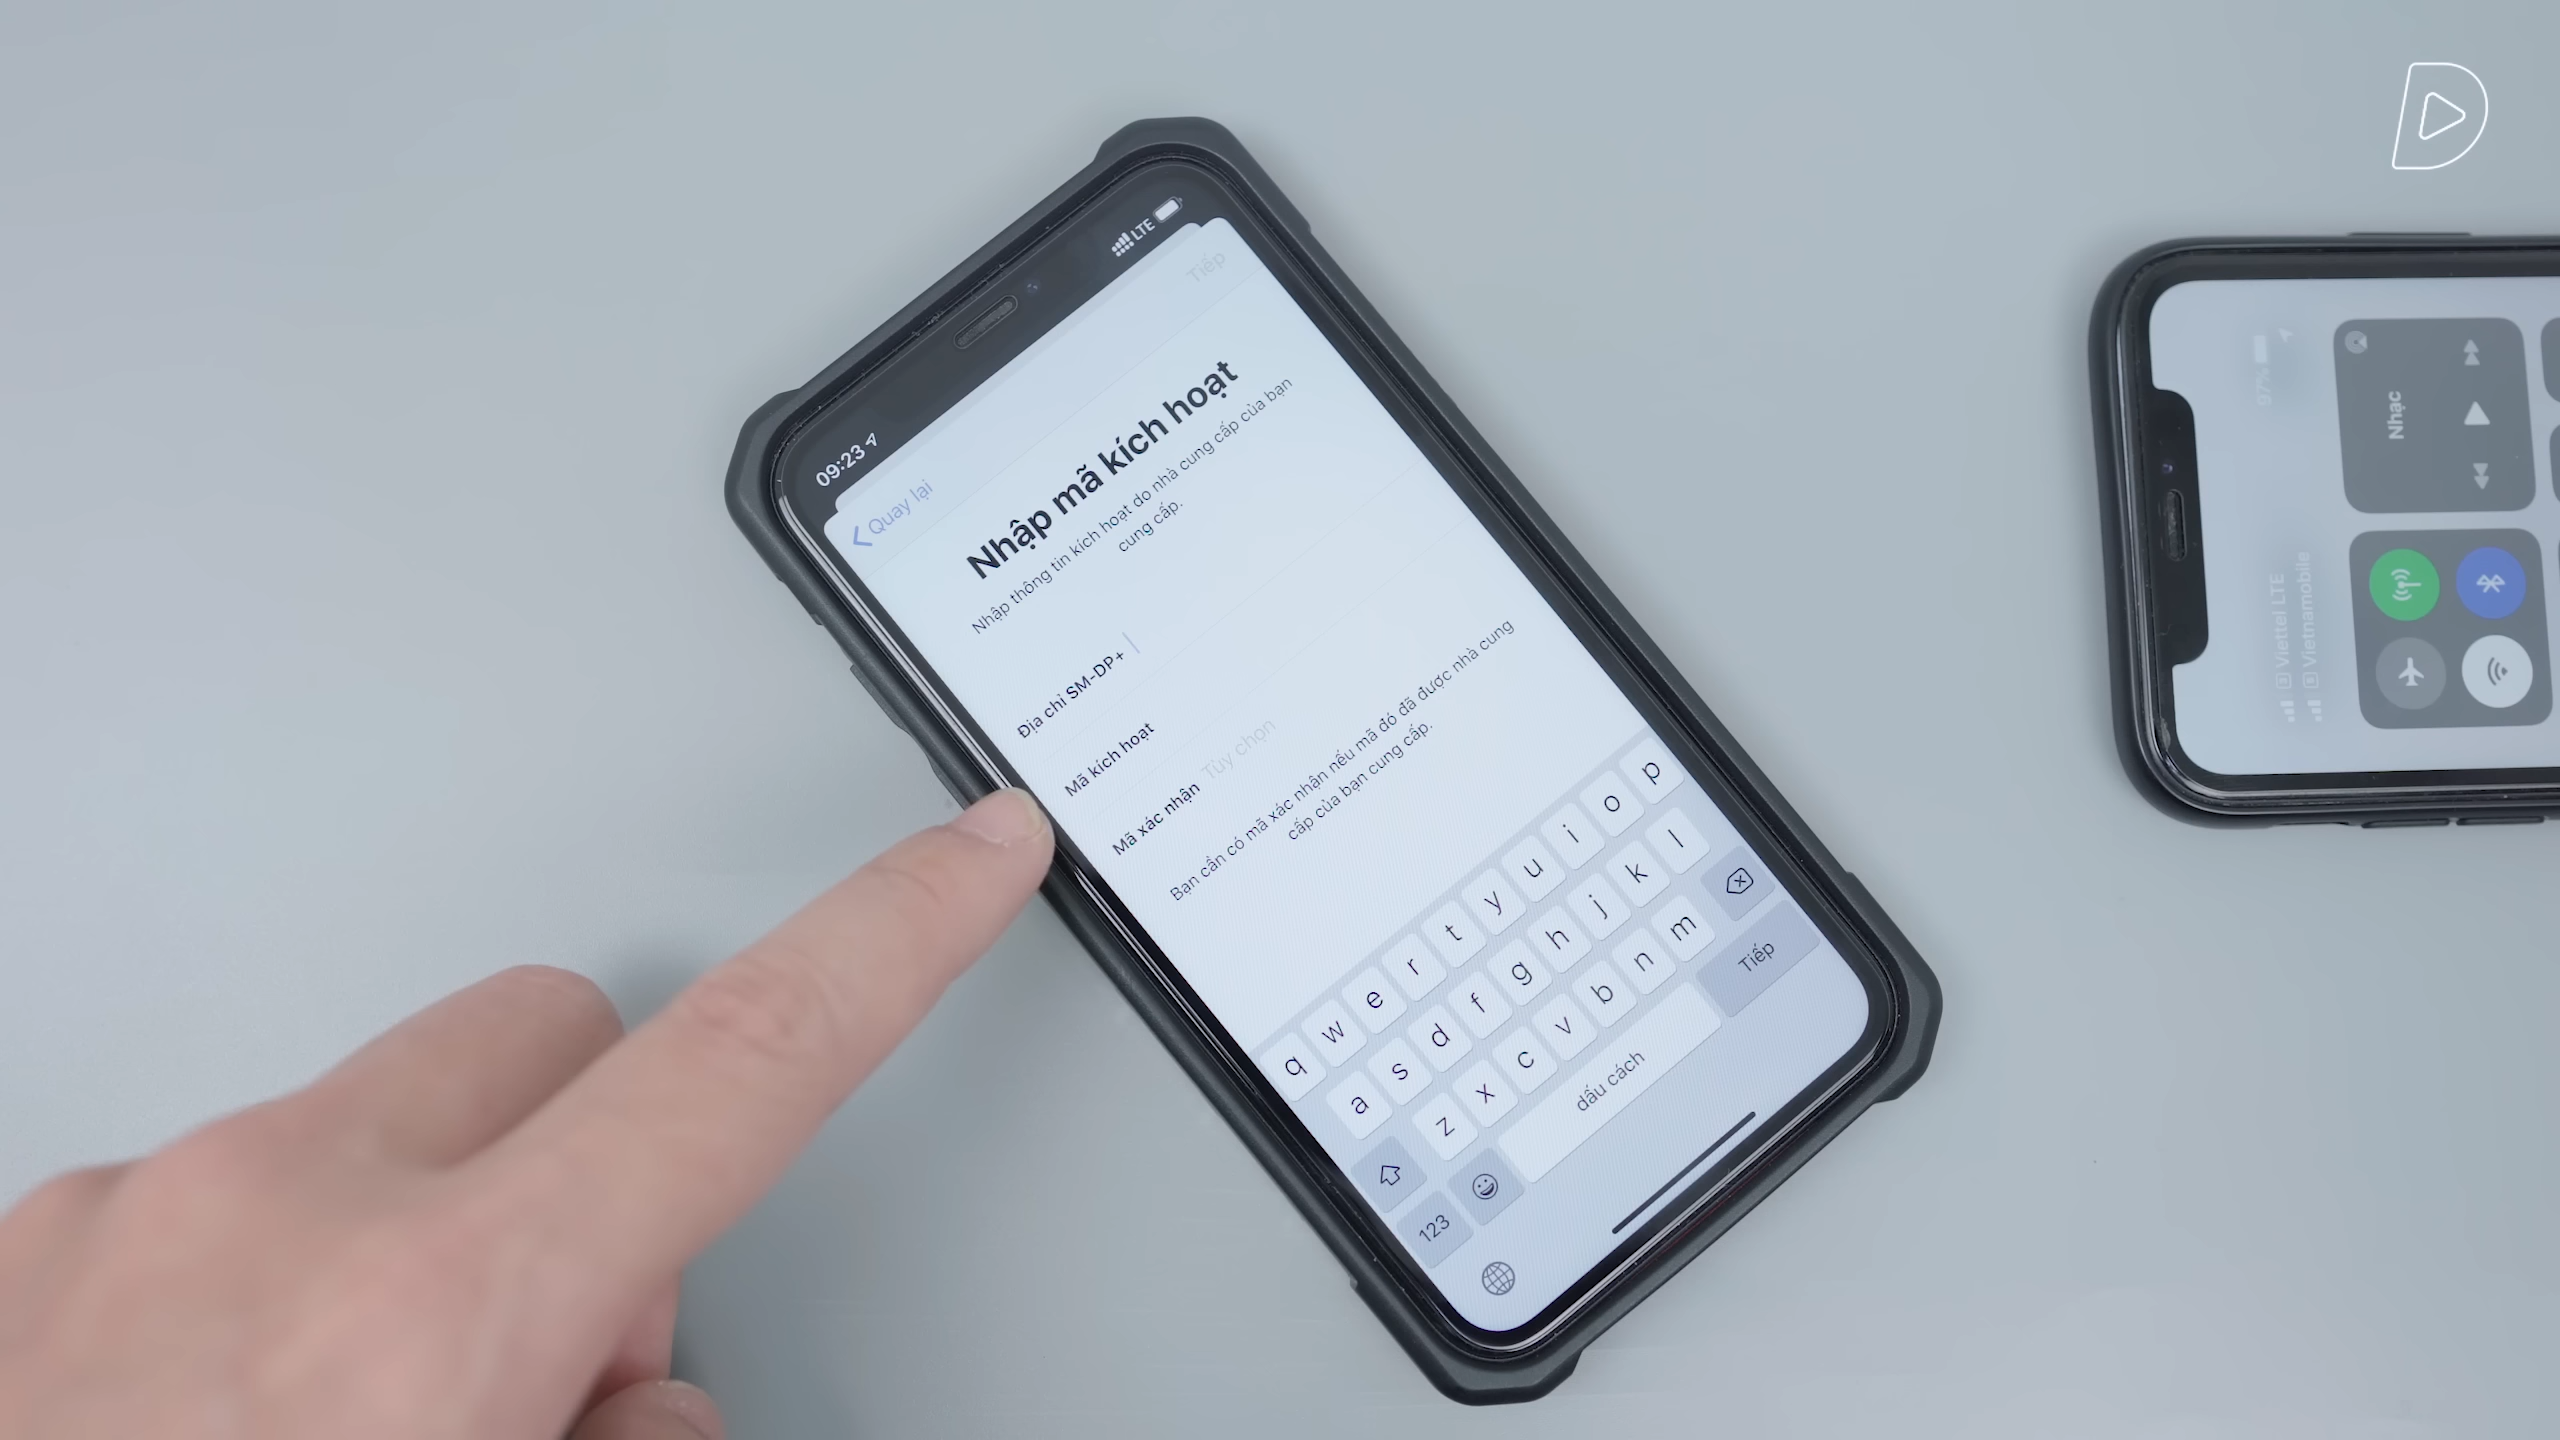 09:23
LTE
Quay lại
Tiếp
Nhập mã kích hoạt
Nhập thông tin kích hoạt do nhà cung cấp của bạn
cung cấp.
Địa chỉ SM-DP+
Mã kích hoạt
Mã xác nhận Tùy chọn
Bạn cần có mã xác nhận nếu mã đó đã được nhà cung
cấp của bạn cung cấp.
q w e r t y u i o p
a s d f g h j k l
z x c v b n m
123
dấu cách
Tiếp
Viettel LTE
Vietnamobile
97%
Nhạc